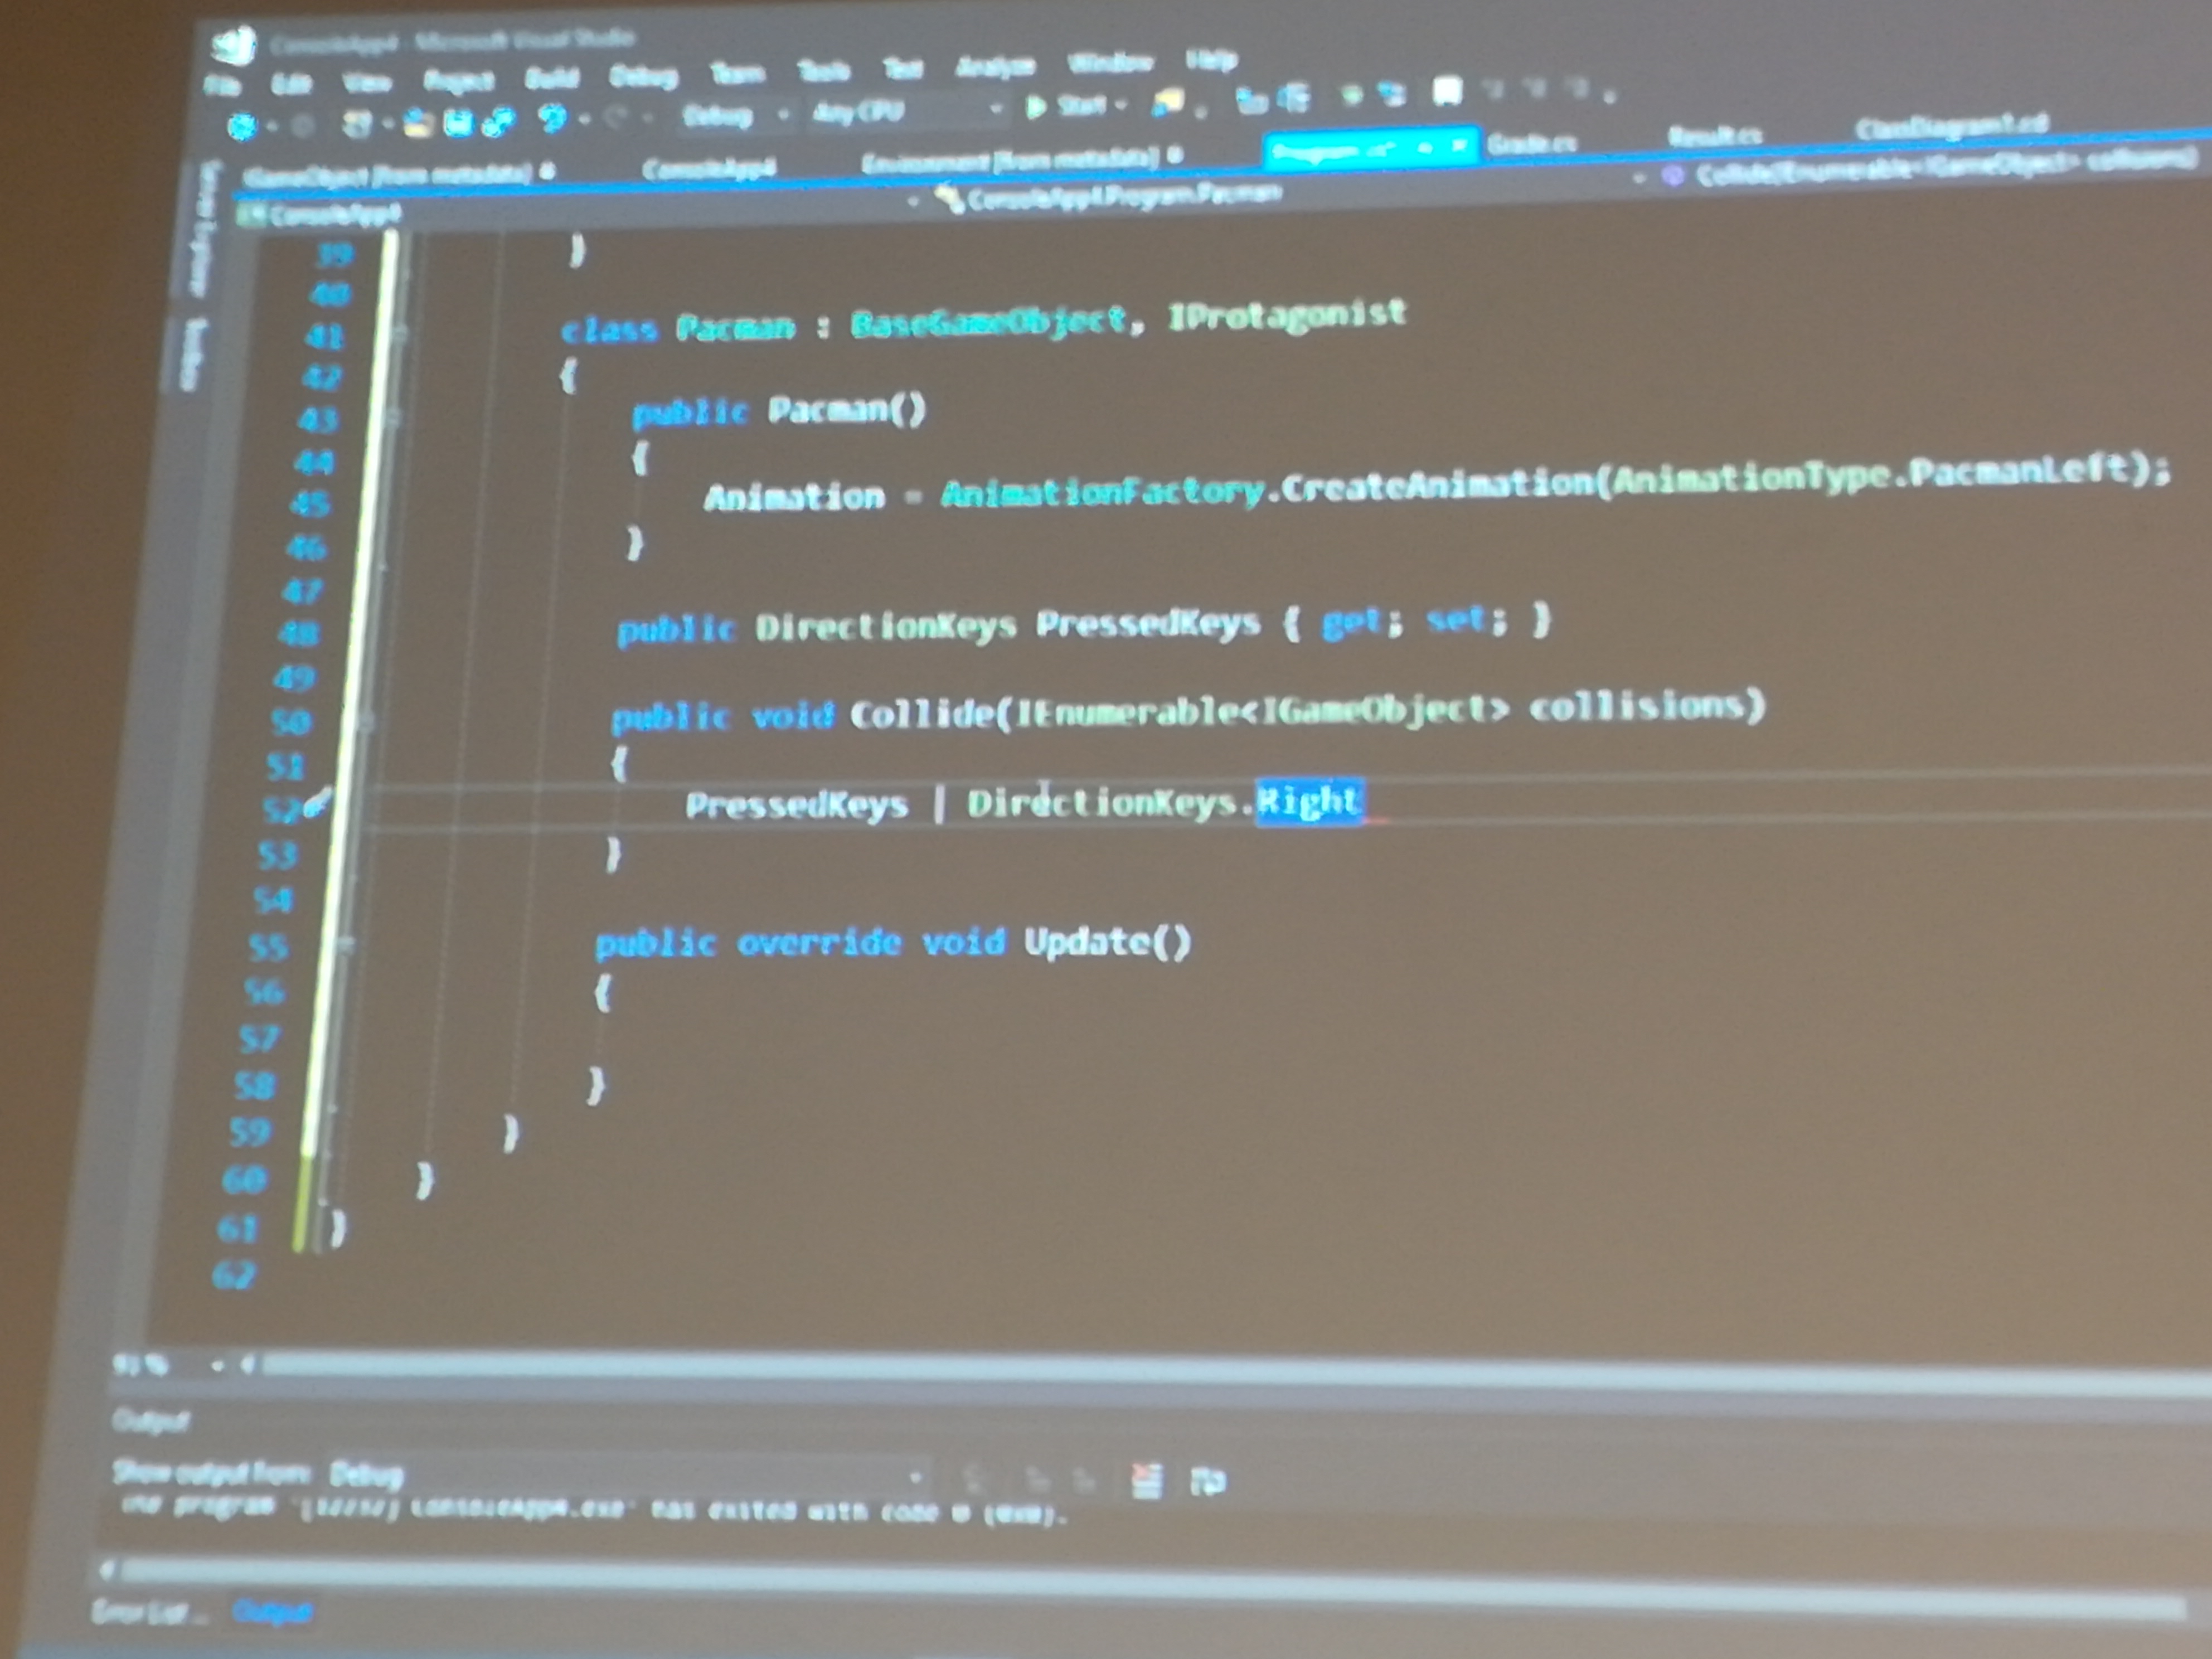 ConsoleApp4 - Microsoft Visual Studio
File Edit View Project Build Debug Team Tools Test Analyze Window Help
Debug Any CPU Start
IGameObject [from metadata] ConsoleApp4 Environment [from metadata] Program.cs* Grade.cs Result.cs ClassDiagram1.cd
ConsoleApp4 ConsoleApp4.Program.Pacman Collide(IEnumerable<IGameObject> collisions)
Server Explorer Toolbox
39 }
40
41 class Pacman : BaseGameObject, IProtagonist
42 {
43 public Pacman()
44 {
45 Animation = AnimationFactory.CreateAnimation(AnimationType.PacmanLeft);
46 }
47
48 public DirectionKeys PressedKeys { get; set; }
49
50 public void Collide(IEnumerable<IGameObject> collisions)
51 {
52 PressedKeys | DirectionKeys.Right
53 }
54
55 public override void Update()
56 {
57
58 }
59 }
60 }
61 }
62
91 %
Output
Show output from: Debug
The program ConsoleApp4.exe' has exited with code 0 (0x0).
Error List ... Output